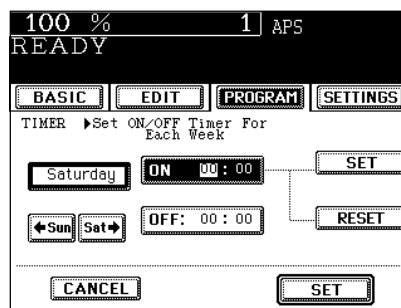 100 % 1 APS
READY
BASIC EDIT PROGRAM SETTINGS
TIMER ▶Set ON/OFF Timer For
Each Week
Saturday ON 00:00 SET
←Sun Sat→ OFF: 00:00 RESET
CANCEL SET